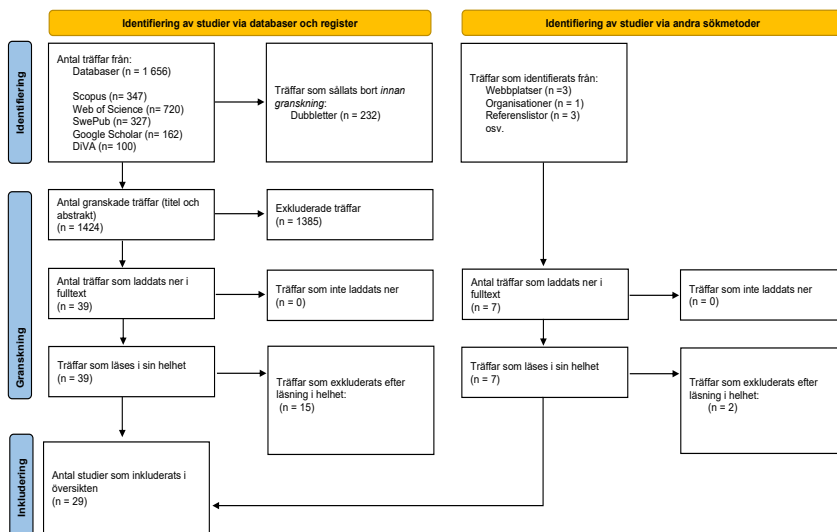 Identifiering av studier via databaser och register
Identifiering av studier via andra sökmetoder
Identifiering
Antal träffar från:
Databaser (n = 1 656)
Scopus (n= 347)
Web of Science (n= 720)
SwePub (n= 327)
Google Scholar (n= 162)
DiVA (n= 100)
Träffar som sållats bort innan
granskning:
Dubbletter (n = 232)
Träffar som identifierats från:
Webbplatser (n =3)
Organisationer (n = 1)
Referenslistor (n = 3)
osv.
Granskning
Antal granskade träffar (titel och
abstrakt)
(n = 1424)
Exkluderade träffar
(n = 1385)
Antal träffar som laddats ner i
fulltext
(n = 39)
Träffar som inte laddats ner
(n = 0)
Antal träffar som laddats ner i
fulltext
(n = 7)
Träffar som inte laddats ner
(n = 0)
Träffar som läses i sin helhet
(n = 39)
Träffar som exkluderats efter
läsning i helhet:
(n = 15)
Träffar som läses i sin helhet
(n = 7)
Träffar som exkluderats efter
läsning i helhet:
(n = 2)
Inkludering
Antal studier som inkluderats i
översikten
(n = 29)